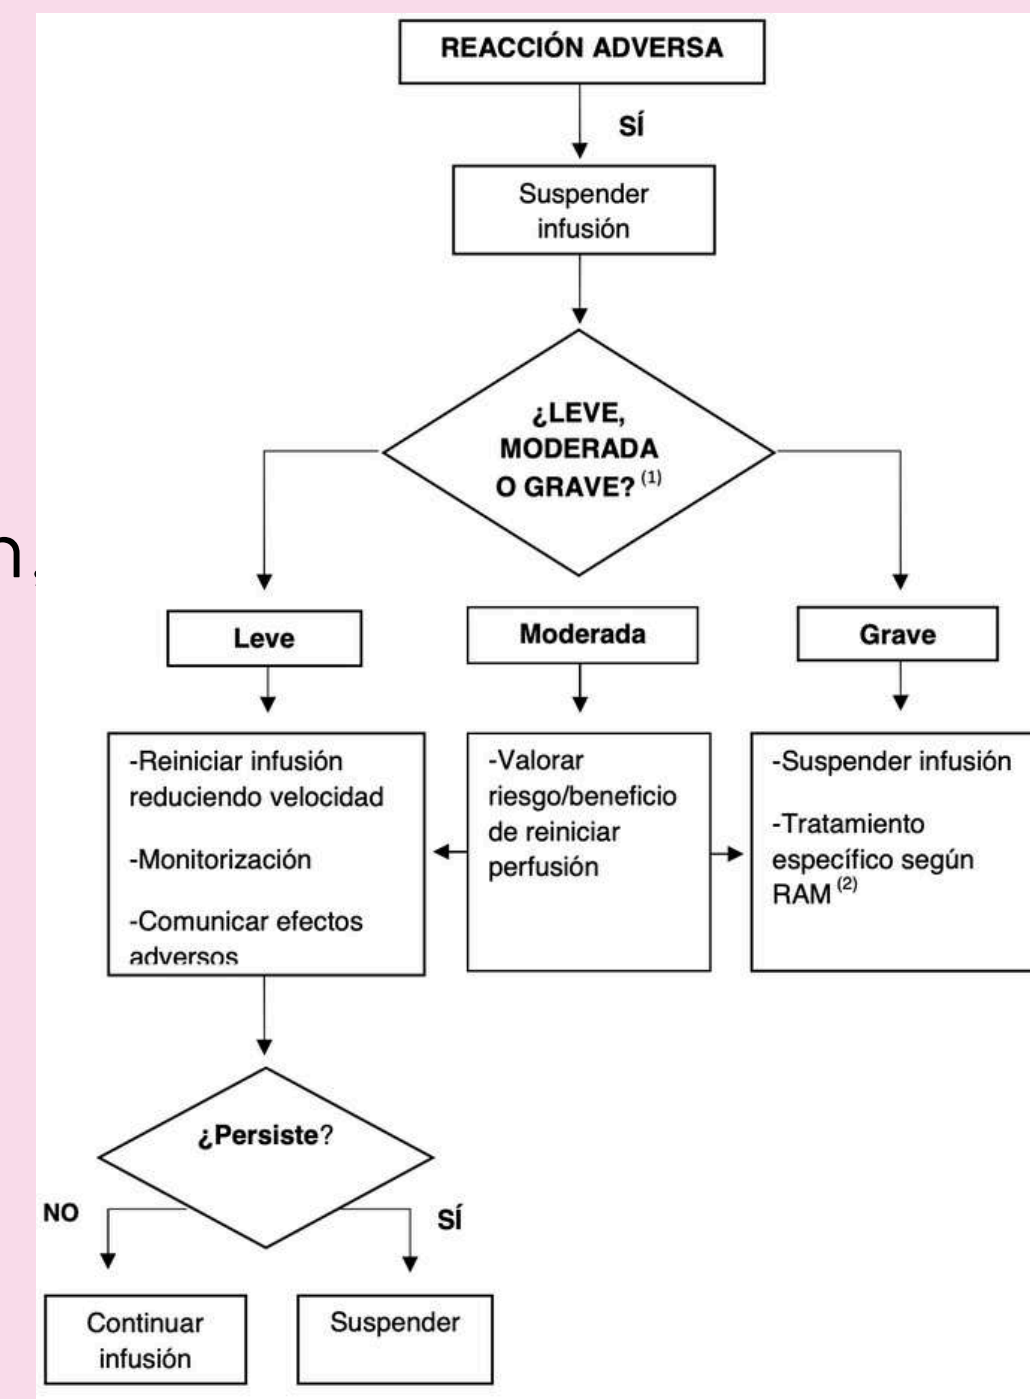 REACCIÓN ADVERSA
SÍ
Suspender
infusión
¿LEVE,
MODERADA
O GRAVE? (1)
n.
Leve
Moderada
Grave
-Reiniciar infusión
reduciendo velocidad
-Monitorización
-Comunicar efectos
adversos
-Valorar
riesgo/beneficio
de reiniciar
perfusión
-Suspender infusión
-Tratamiento
específico según
RAM (2)
¿Persiste?
NO
SÍ
Continuar
infusión
Suspender